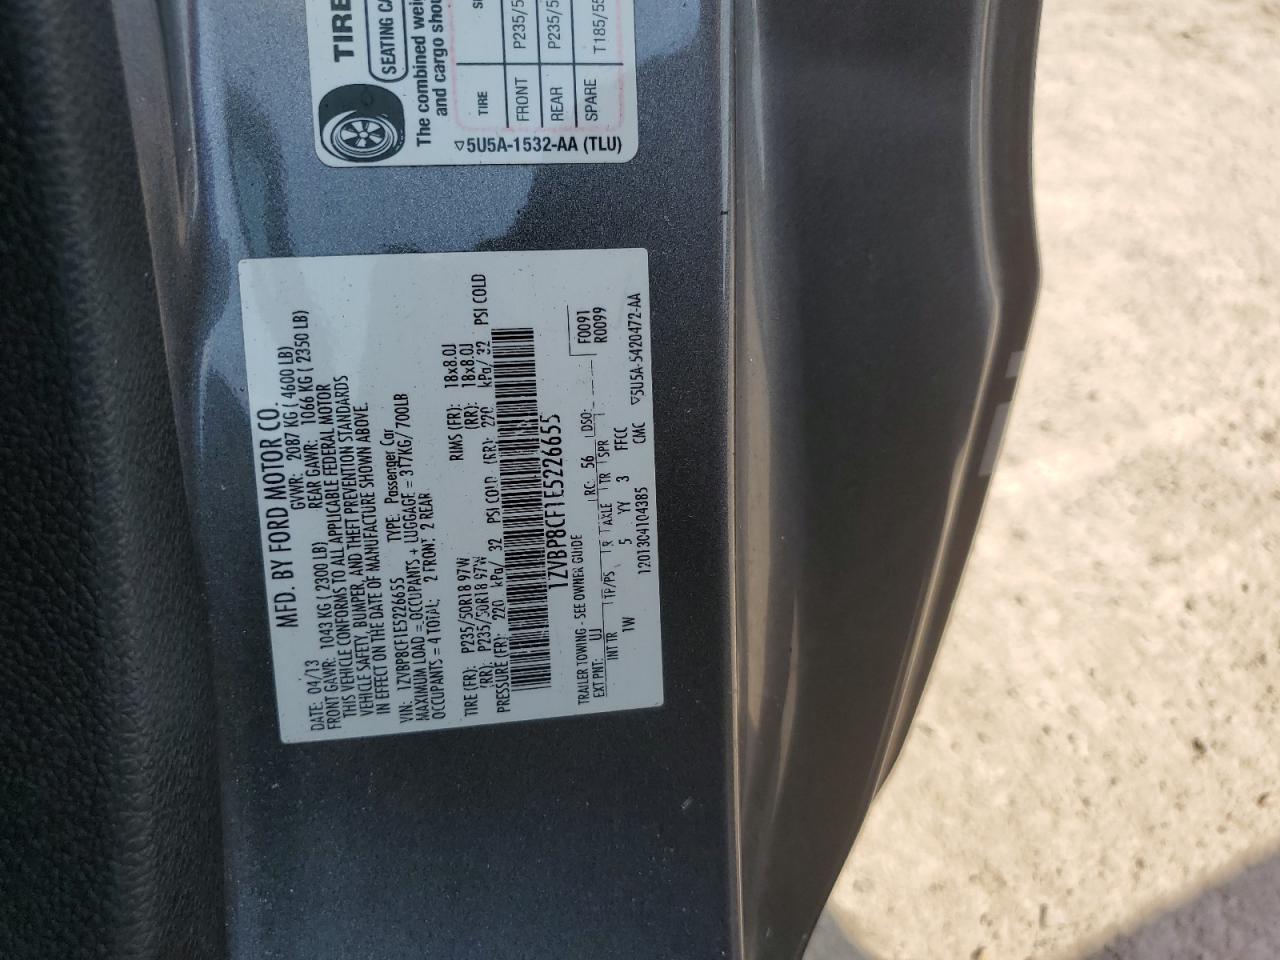 MFD. BY FORD MOTOR CO.
DATE: 04/13 GVWR: 2087 KG ( 4600 LB)
FRONT GAWR: 1043 KG ( 2300 LB) REAR GAWR: 1066 KG ( 2350 LB)
THIS VEHICLE CONFORMS TO ALL APPLICABLE FEDERAL MOTOR
VEHICLE SAFETY, BUMPER, AND THEFT PREVENTION STANDARDS
IN EFFECT ON THE DATE OF MANUFACTURE SHOWN ABOVE.
VIN: 1ZVBP8CF1E5226655 TYPE: Passenger Car
MAXIMUM LOAD = OCCUPANTS + LUGGAGE = 317KG/ 700LB
OCCUPANTS = 4 TOTAL; 2 FRONT; 2 REAR
TIRE (FR): P235/50R18 97W RIMS (FR): 18x8.0J
(RR): P235/50R18 97W (RR): 18x8.0J
PRESSURE (FR): 220 kPa/ 32 PSI COLD (RR): 220 kPa/ 32 PSI COLD
1ZVBP8CF1E5226655
TRAILER TOWING - SEE OWNER GUIDE
F0091
R0099
EXT PNT: UJ RC: 56 DSO:
INT TR TP/PS R AXLE TR SPR
1W 5 YY 3 FFCC
1201304104385 CMC ▽5U5A-5420472-AA
TIRE
SEATING CA
The combined wei
and cargo shou
TIRE
FRONT P235/5
REAR P235/5
SPARE T185/55
▽5U5A-1532-AA (TLU)